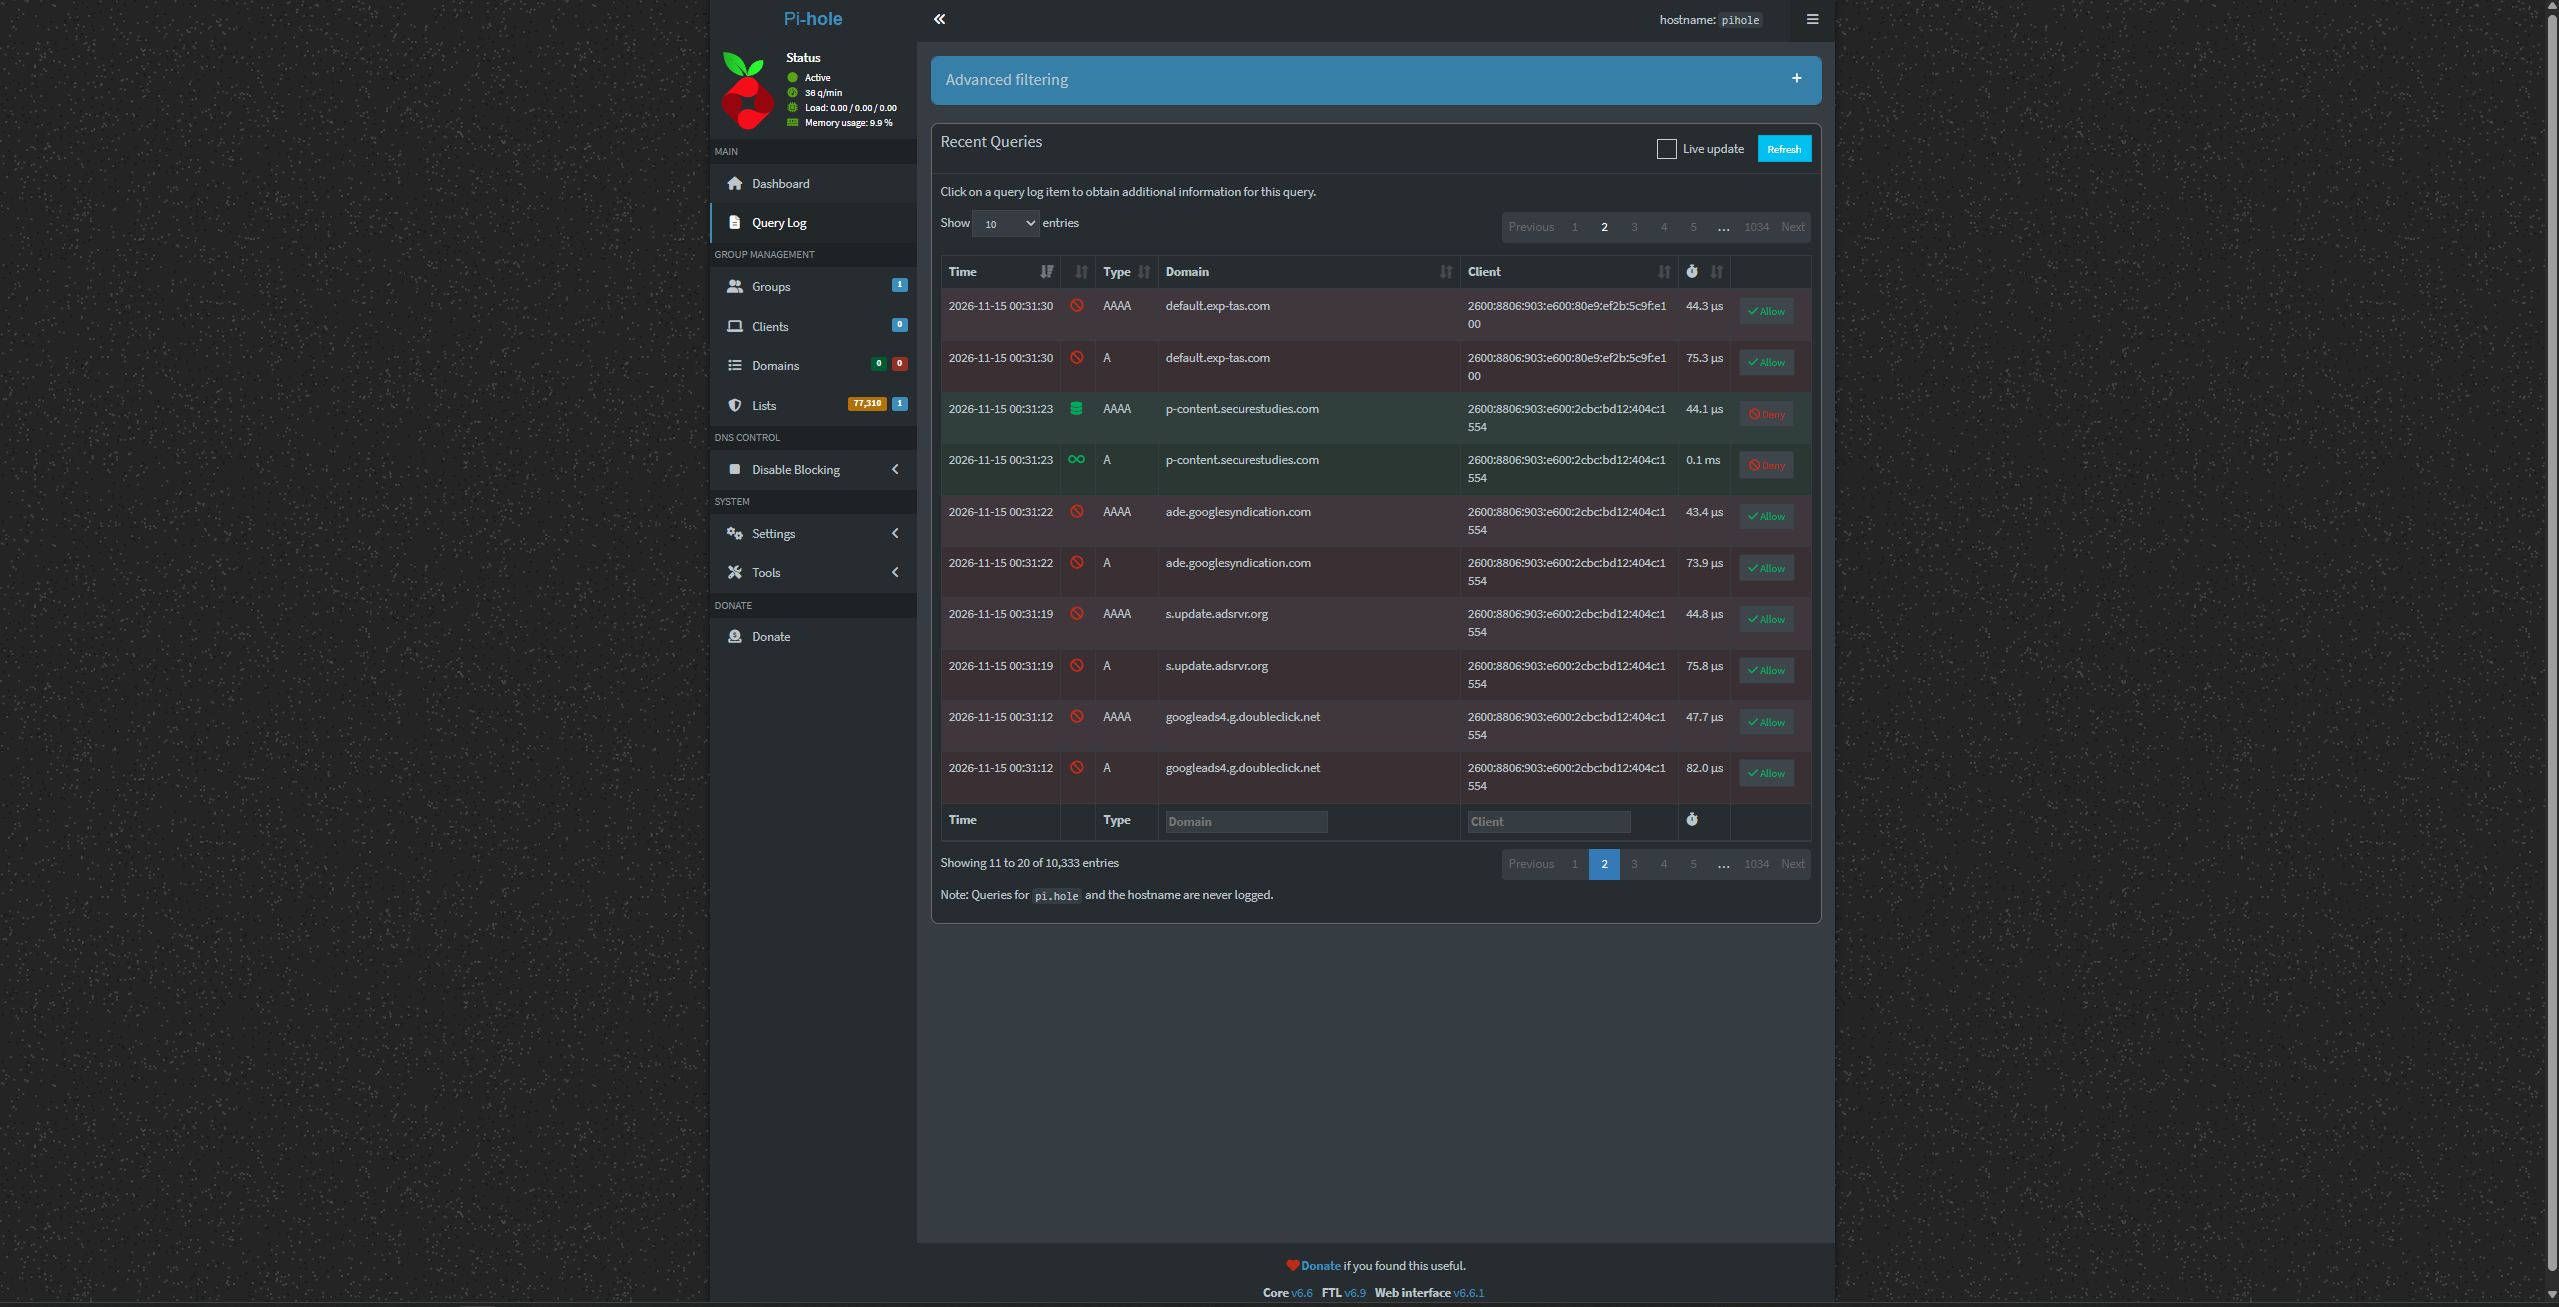 Pi-hole
hostname: pihole
Status
Active
36 q/min
Load: 0.00 / 0.00 / 0.00
Memory usage: 9.9 %
MAIN
Dashboard
Query Log
GROUP MANAGEMENT
Groups 1
Clients 0
Domains 0 0
Lists 77,310 1
DNS CONTROL
Disable Blocking
SYSTEM
Settings
Tools
DONATE
Donate
Advanced filtering
Recent Queries
Live update Refresh
Click on a query log item to obtain additional information for this query.
Show 10 entries
Previous 1 2 3 4 5 ... 1034 Next
Time Type Domain Client
2026-11-15 00:31:30 AAAA default.exp-tas.com 2600:8806:903:e600:80e9:ef2b:5c9f:e1 44.3 µs Allow
00
2026-11-15 00:31:30 A default.exp-tas.com 2600:8806:903:e600:80e9:ef2b:5c9f:e1 75.3 µs Allow
00
2026-11-15 00:31:23 AAAA p-content.securestudies.com 2600:8806:903:e600:2cbc:bd12:404c:1 44.1 µs Deny
554
2026-11-15 00:31:23 A p-content.securestudies.com 2600:8806:903:e600:2cbc:bd12:404c:1 0.1 ms Deny
554
2026-11-15 00:31:22 AAAA ade.googlesyndication.com 2600:8806:903:e600:2cbc:bd12:404c:1 43.4 µs Allow
554
2026-11-15 00:31:22 A ade.googlesyndication.com 2600:8806:903:e600:2cbc:bd12:404c:1 73.9 µs Allow
554
2026-11-15 00:31:19 AAAA s.update.adsrvr.org 2600:8806:903:e600:2cbc:bd12:404c:1 44.8 µs Allow
554
2026-11-15 00:31:19 A s.update.adsrvr.org 2600:8806:903:e600:2cbc:bd12:404c:1 75.8 µs Allow
554
2026-11-15 00:31:12 AAAA googleads4.g.doubleclick.net 2600:8806:903:e600:2cbc:bd12:404c:1 47.7 µs Allow
554
2026-11-15 00:31:12 A googleads4.g.doubleclick.net 2600:8806:903:e600:2cbc:bd12:404c:1 82.0 µs Allow
554
Time Type Domain Client
Showing 11 to 20 of 10,333 entries
Previous 1 2 3 4 5 ... 1034 Next
Note: Queries for pi.hole and the hostname are never logged.
Donate if you found this useful.
Core v6.6 FTL v6.9 Web interface v6.6.1